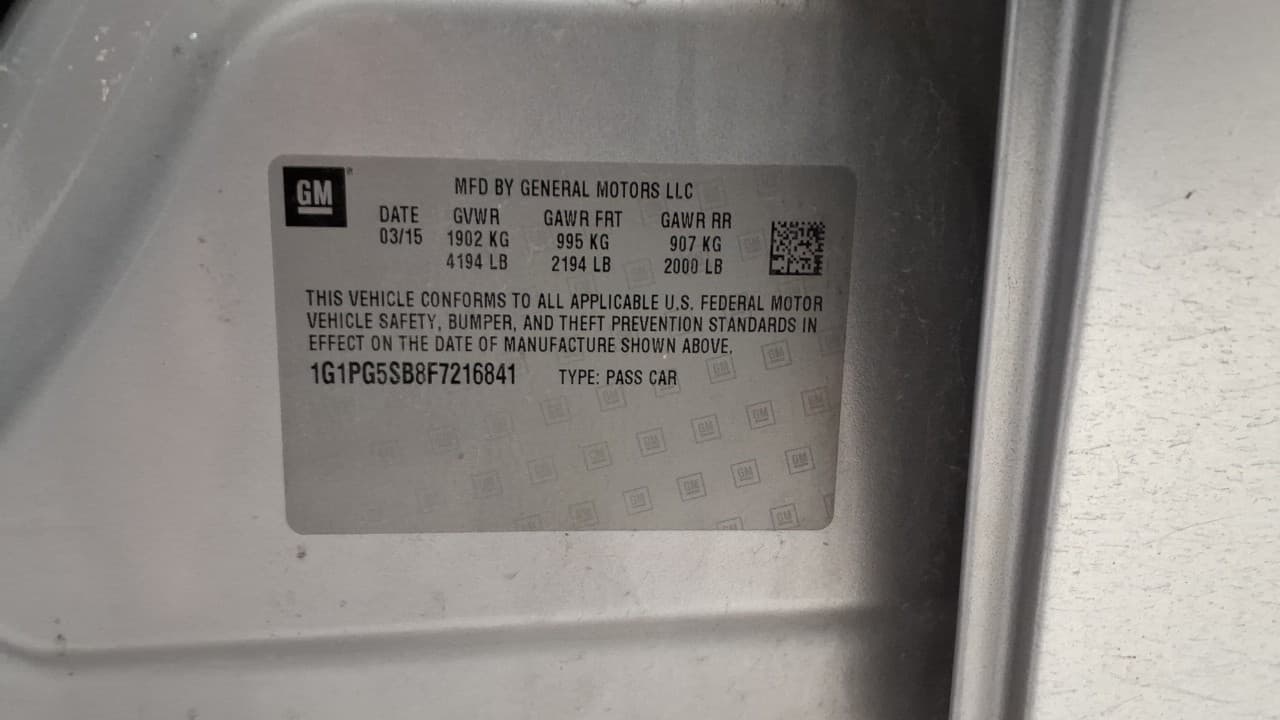 GM
MFD BY GENERAL MOTORS LLC
DATE GVWR GAWR FRT GAWR RR
03/15 1902 KG 995 KG 907 KG
4194 LB 2194 LB 2000 LB
THIS VEHICLE CONFORMS TO ALL APPLICABLE U.S. FEDERAL MOTOR
VEHICLE SAFETY, BUMPER, AND THEFT PREVENTION STANDARDS IN
EFFECT ON THE DATE OF MANUFACTURE SHOWN ABOVE.
1G1PG5SB8F7216841 TYPE: PASS CAR